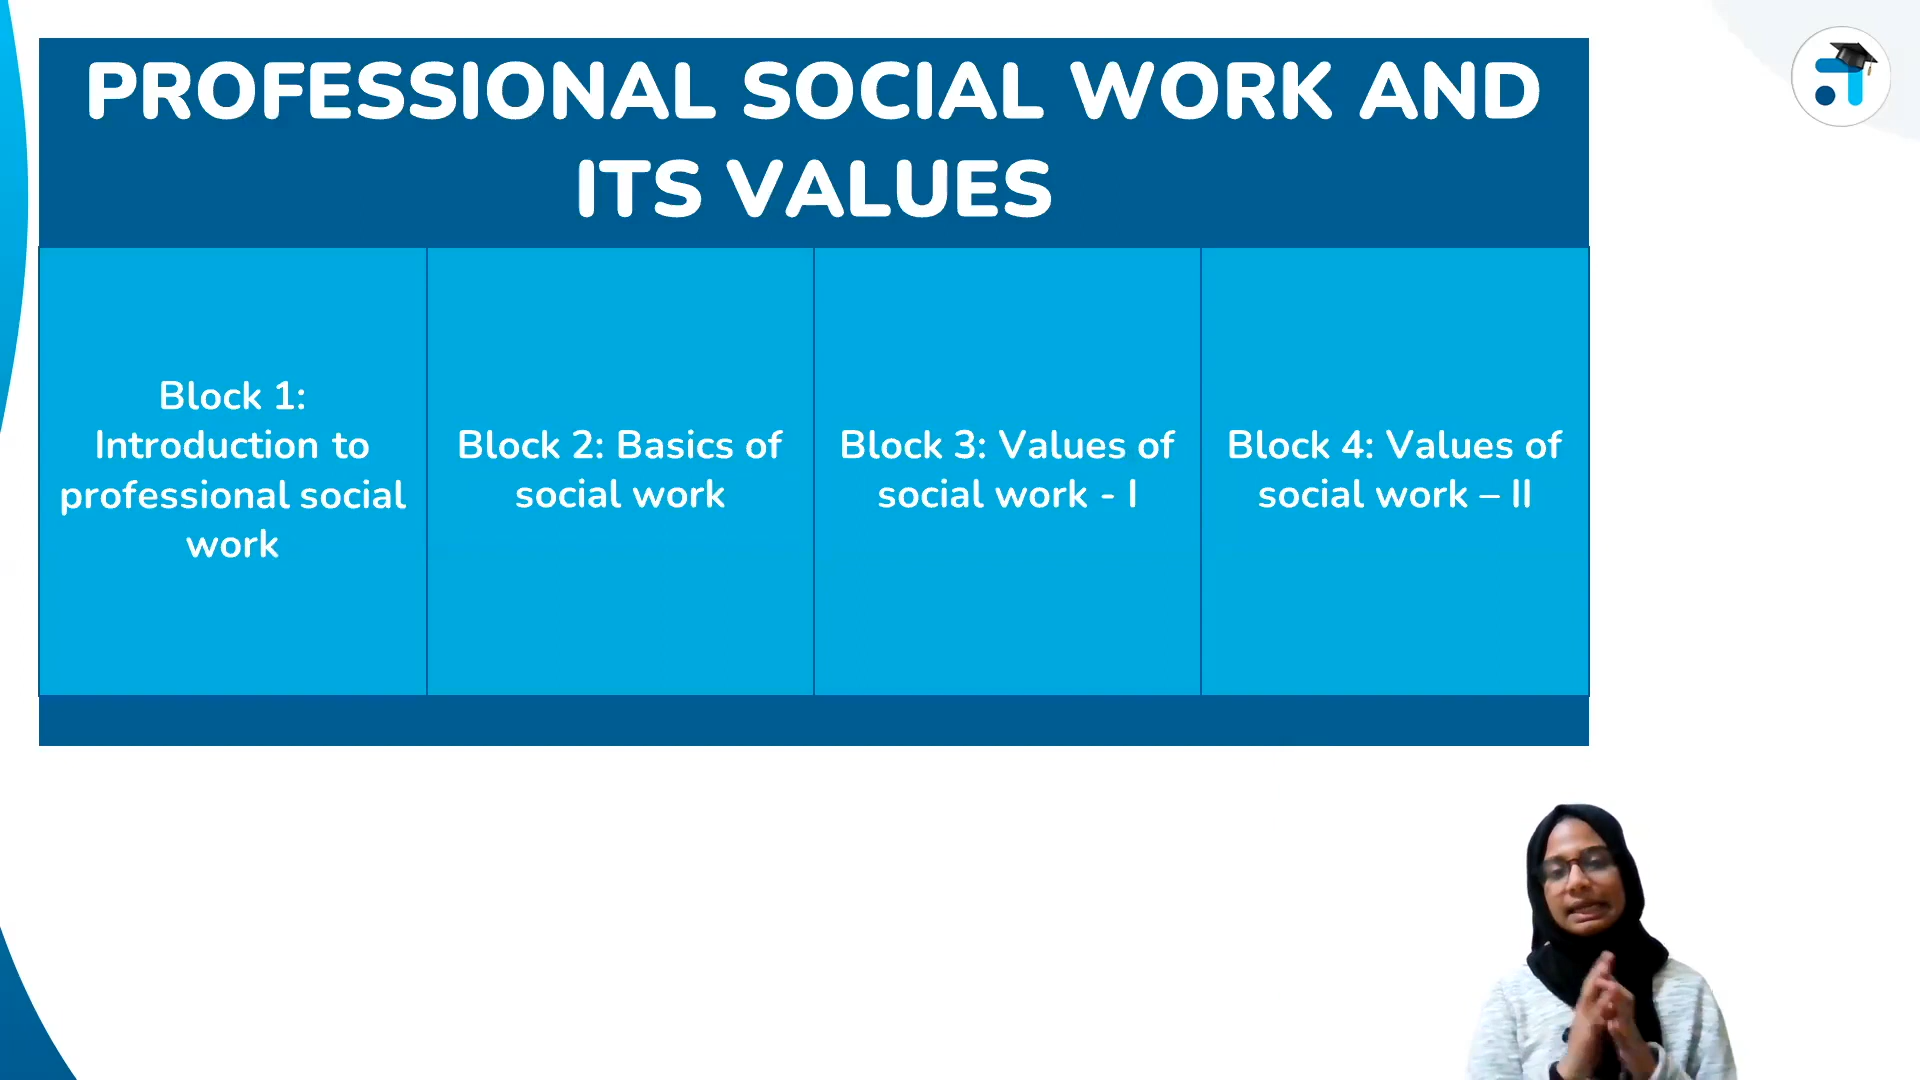 PROFESSIONAL SOCIAL WORK AND
ITS VALUES
Block 1:
Introduction to
professional social
work
Block 2: Basics of
social work
Block 3: Values of
social work - I
Block 4: Values of
social work – II